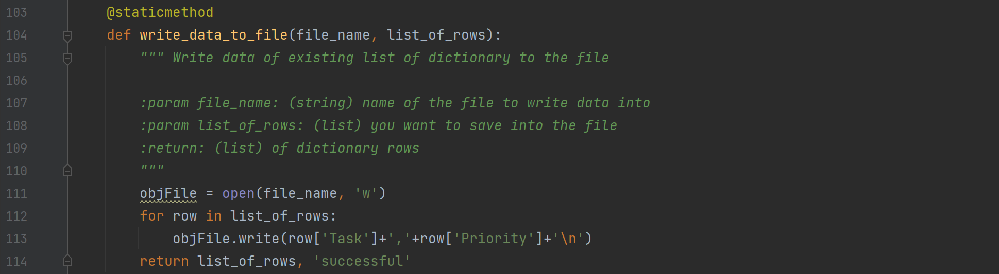 103 @staticmethod
104 def write_data_to_file(file_name, list_of_rows):
105 """ Write data of existing list of dictionary to the file
106
107 :param file_name: (string) name of the file to write data into
108 :param list_of_rows: (list) you want to save into the file
109 :return: (list) of dictionary rows
110 """
111 objFile = open(file_name, 'w')
112 for row in list_of_rows:
113 objFile.write(row['Task']+','+row['Priority']+'\n')
114 return list_of_rows, 'successful'